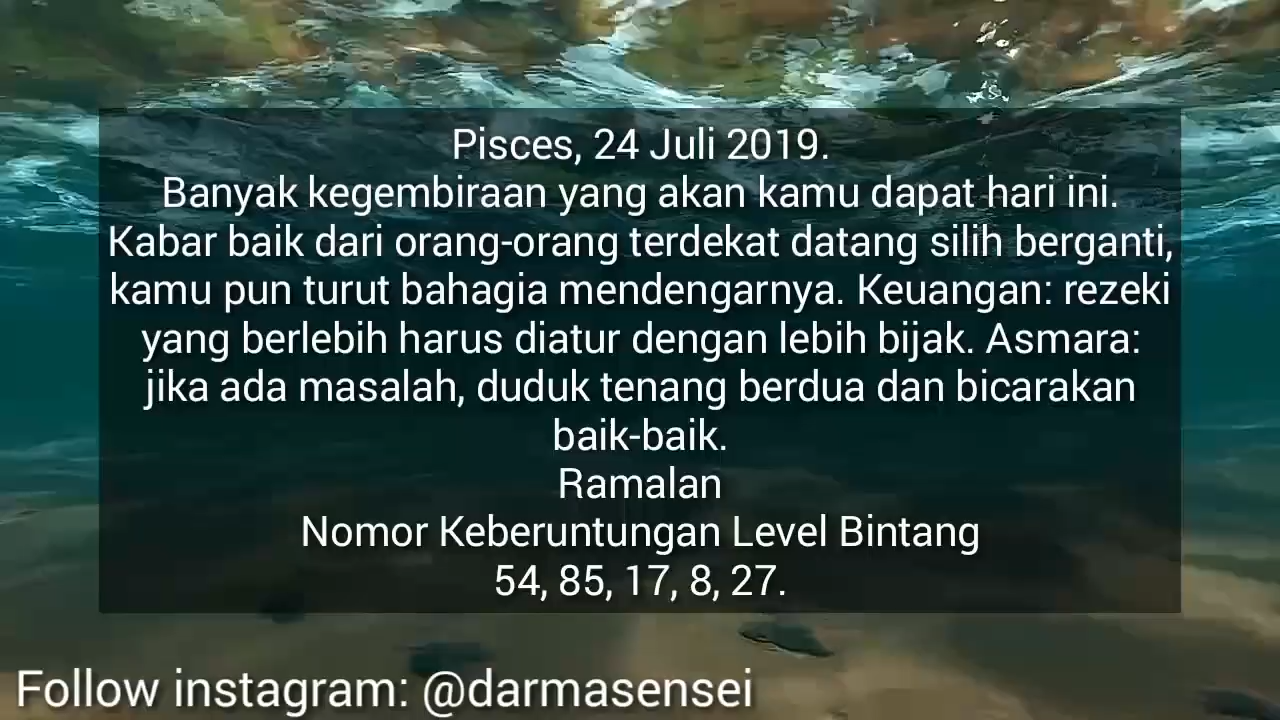 Pisces, 24 Juli 2019.
Banyak kegembiraan yang akan kamu dapat hari ini.
Kabar baik dari orang-orang terdekat datang silih berganti,
kamu pun turut bahagia mendengarnya. Keuangan: rezeki
yang berlebih harus diatur dengan lebih bijak. Asmara:
jika ada masalah, duduk tenang berdua dan bicarakan
baik-baik.
Ramalan
Nomor Keberuntungan Level Bintang
54, 85, 17, 8, 27.
Follow instagram: @darmasensei